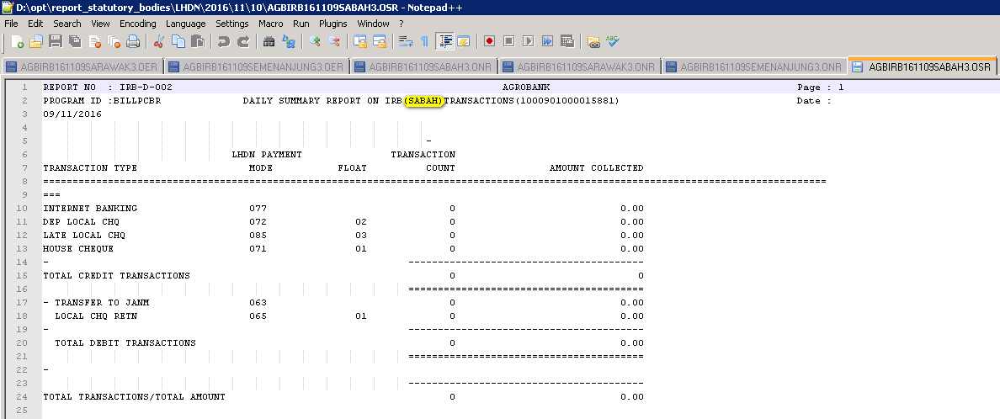 D:\opt\report_statutory_bodies\LHDN\2016\11\10\AGBIRB161109SABAH3.OSR - Notepad++
File Edit Search View Encoding Language Settings Macro Run Plugins Window ?
AGBIRB161109SARAWAK3.OER AGBIRB161109SEMENANJUNG3.OER AGBIRB161109SABAH3.ONR AGBIRB161109SARAWAK3.ONR AGBIRB161109SEMENANJUNG3.ONR AGBIRB161109SABAH3.OSR
1 REPORT NO : IRB-D-002 AGROBANK Page : 1
2 PROGRAM ID :BILLPCBR DAILY SUMMARY REPORT ON IRB(SABAH)TRANSACTIONS(1000901000015881) Date :
3 09/11/2016
4
5 -
6 LHDN PAYMENT TRANSACTION
7 TRANSACTION TYPE MODE FLOAT COUNT AMOUNT COLLECTED
8 =====================================================================================================================================
9 ===
10 INTERNET BANKING 077 0 0.00
11 DEP LOCAL CHQ 072 02 0 0.00
12 LATE LOCAL CHQ 085 03 0 0.00
13 HOUSE CHEQUE 071 01 0 0.00
14 - ----------------------------------------
15 TOTAL CREDIT TRANSACTIONS 0 0
16 ========================================
17 - TRANSFER TO JANM 063 0 0.00
18 LOCAL CHQ RETN 065 01 0 0.00
19 - ----------------------------------------
20 TOTAL DEBIT TRANSACTIONS 0 0.00
21 ========================================
22 -
23 ----------------------------------------
24 TOTAL TRANSACTIONS/TOTAL AMOUNT 0 0.00
25